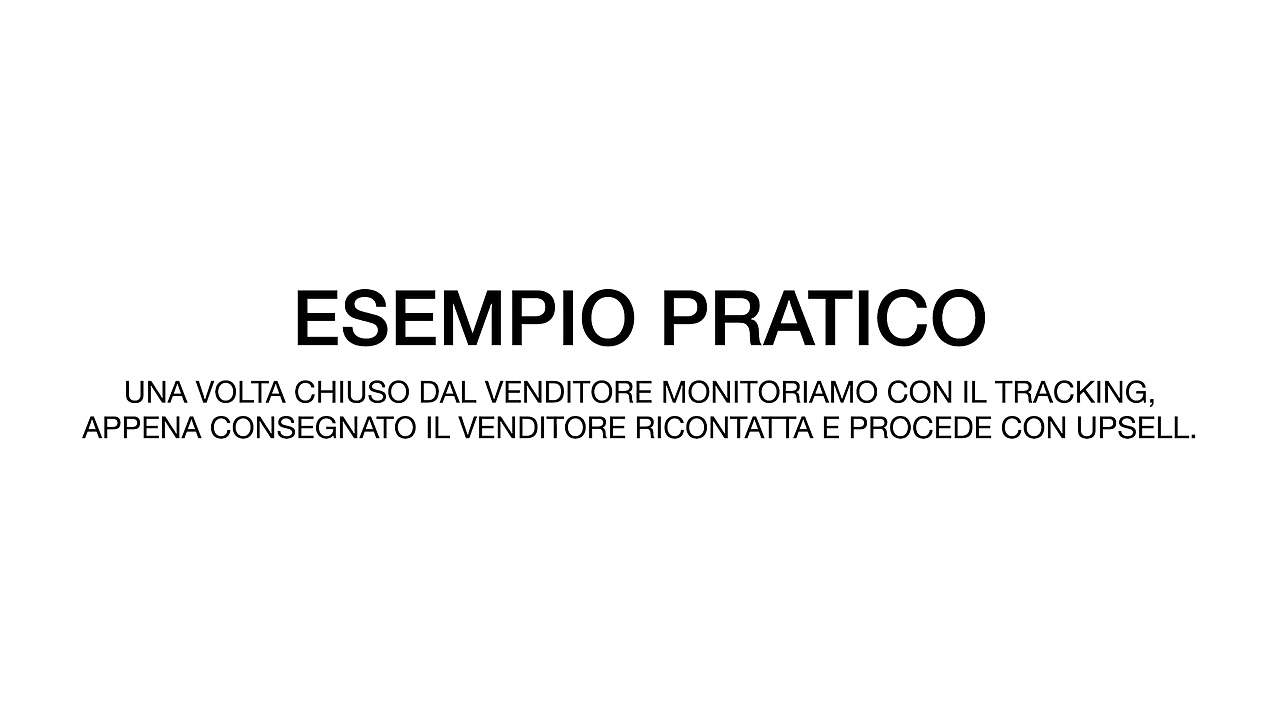 ESEMPIO PRATICO
UNA VOLTA CHIUSO DAL VENDITORE MONITORIAMO CON IL TRACKING,
APPENA CONSEGNATO IL VENDITORE RICONTATTA E PROCEDE CON UPSELL.